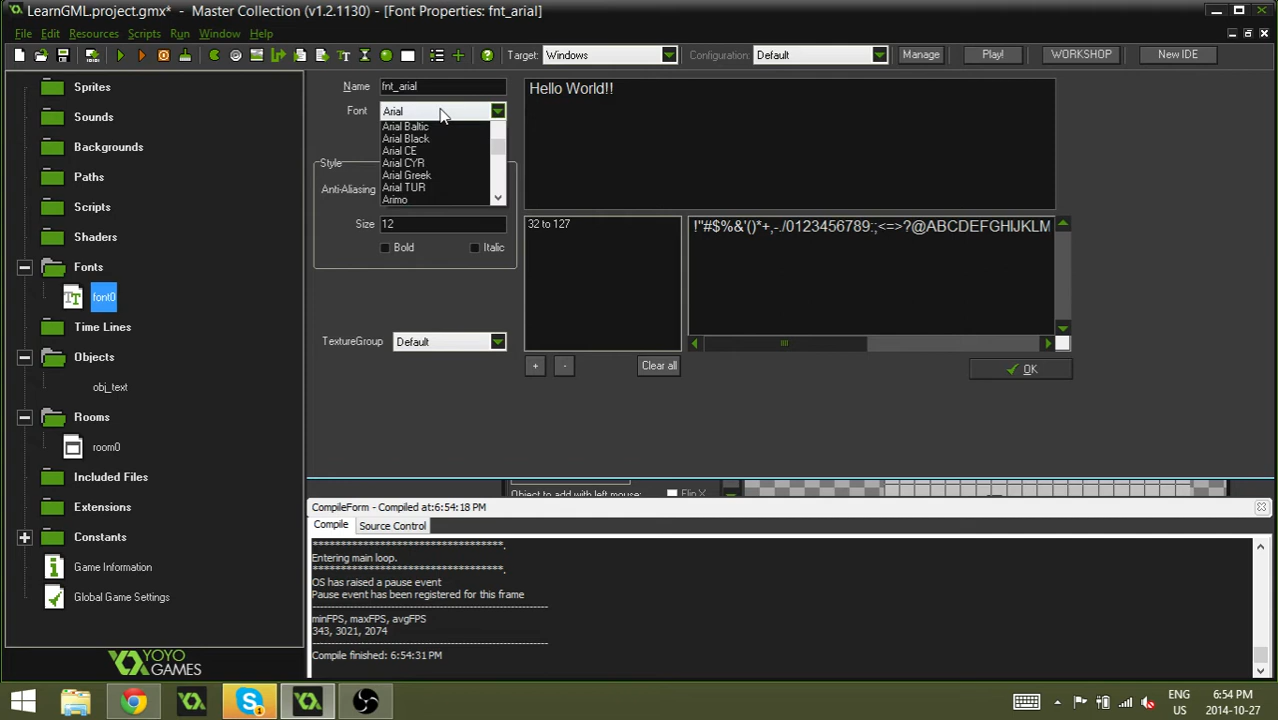 LearnGML.project.gmx* - Master Collection (v1.2.1130) - [Font Properties: fnt_arial]
File Edit Resources Scripts Run Window Help
Target: Windows Configuration: Default Manage Play! WORKSHOP New IDE
Sprites
Sounds
Backgrounds
Paths
Scripts
Shaders
Fonts
font0
Time Lines
Objects
obj_text
Rooms
room0
Included Files
Extensions
Constants
Game Information
Global Game Settings
YOYO
GAMES
Name fnt_arial
Font Arial
Arial Baltic
Arial Black
Arial CE
Arial CYR
Arial Greek
Arial TUR
Arimo
Style
Anti-Aliasing
Size 12
Bold Italic
TextureGroup Default
Hello World!!
32 to 127
!"#$%&'()*+,-./0123456789:;<=>?@ABCDEFGHIJKLM
+ - Clear all
OK
Object to add with left mouse: Flip X
CompileForm - Compiled at:6:54:18 PM
Compile Source Control
***********************************.
Entering main loop.
***********************************.
OS has raised a pause event
Pause event has been registered for this frame
minFPS, maxFPS, avgFPS
343, 3021, 2074
Compile finished: 6:54:31 PM
ENG
US
6:54 PM
2014-10-27